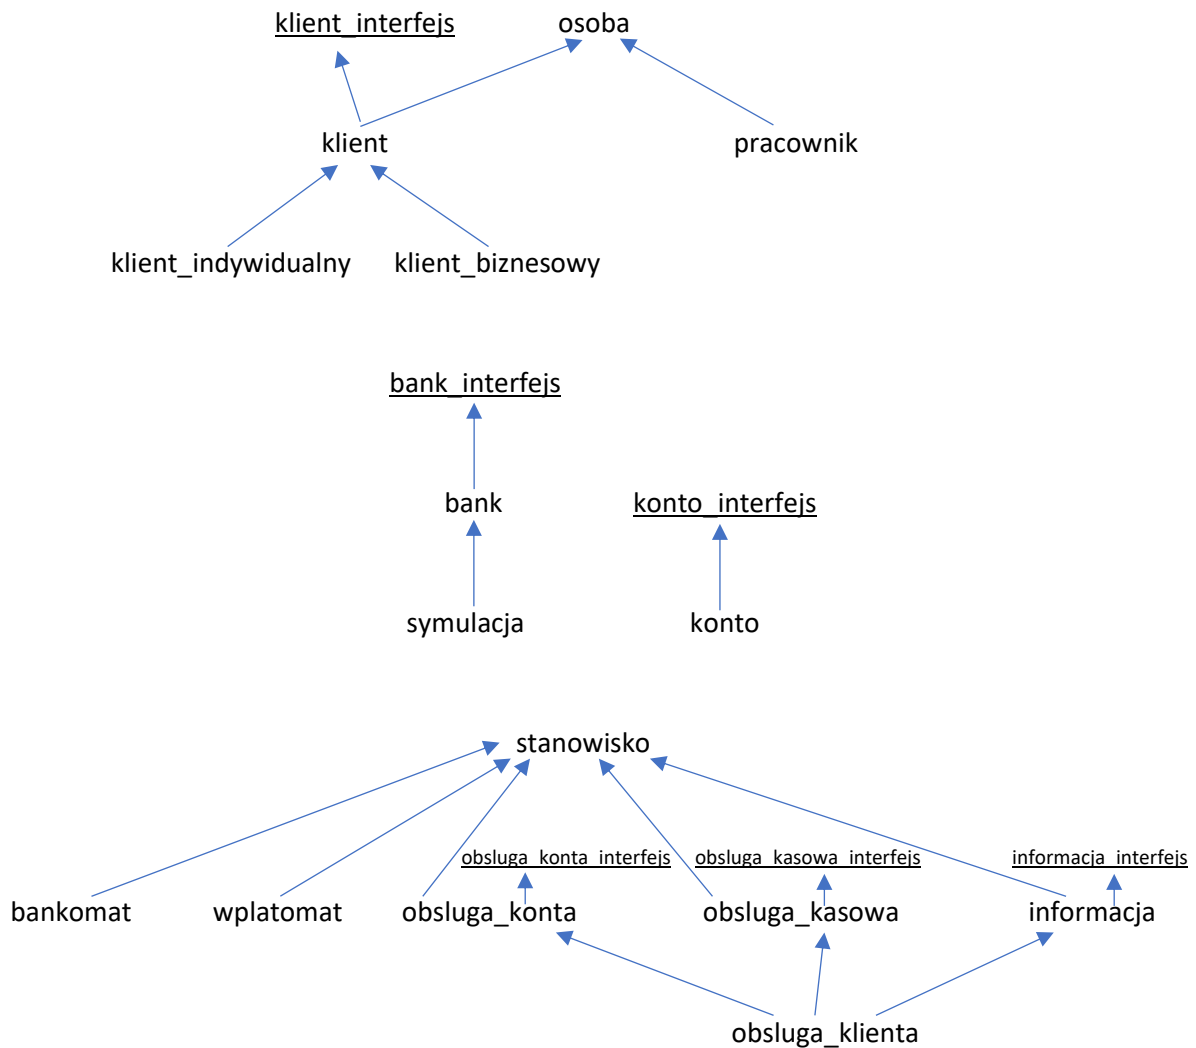 klient_interfejs osoba
klient pracownik
klient_indywidualny klient_biznesowy
bank_interfejs
bank konto_interfejs
symulacja konto
stanowisko
obsluga_konta_interfejs obsluga_kasowa_interfejs informacja_interfejs
bankomat wplatomat obsluga_konta obsluga_kasowa informacja
obsluga_klienta